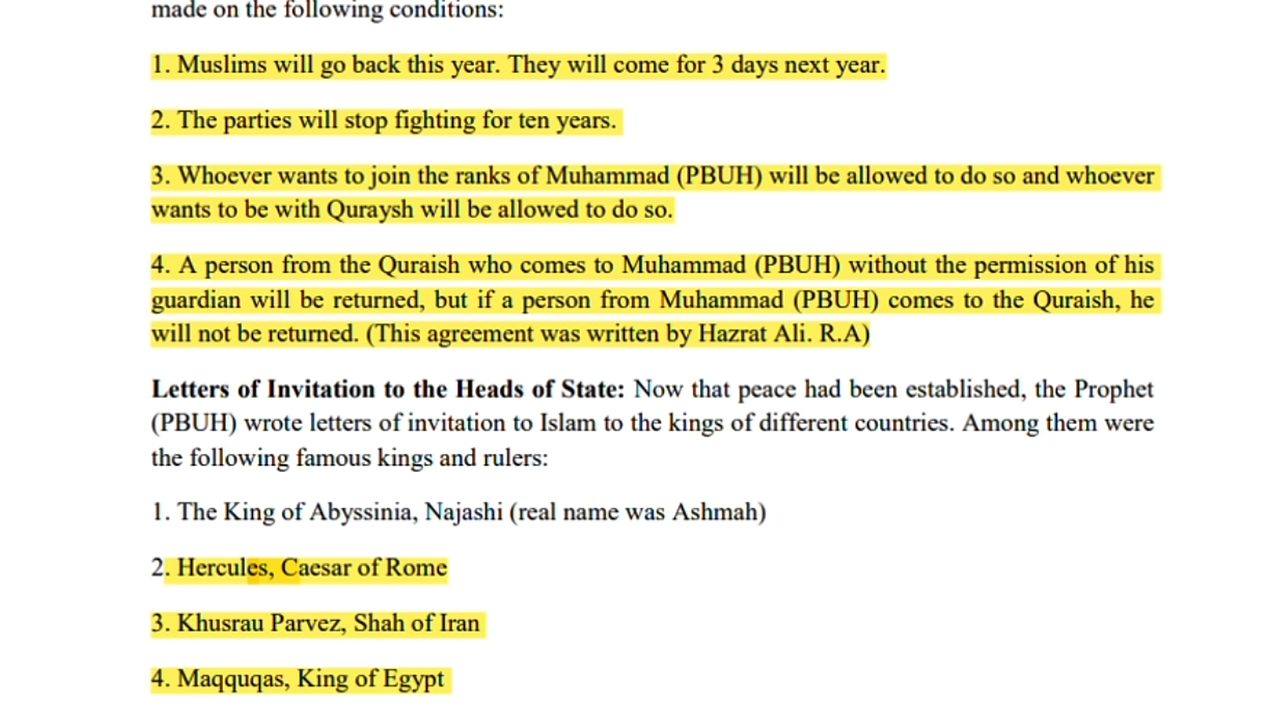 made on the following conditions:
1. Muslims will go back this year. They will come for 3 days next year.
2. The parties will stop fighting for ten years.
3. Whoever wants to join the ranks of Muhammad (PBUH) will be allowed to do so and whoever
wants to be with Quraysh will be allowed to do so.
4. A person from the Quraish who comes to Muhammad (PBUH) without the permission of his
guardian will be returned, but if a person from Muhammad (PBUH) comes to the Quraish, he
will not be returned. (This agreement was written by Hazrat Ali. R.A)
Letters of Invitation to the Heads of State: Now that peace had been established, the Prophet
(PBUH) wrote letters of invitation to Islam to the kings of different countries. Among them were
the following famous kings and rulers:
1. The King of Abyssinia, Najashi (real name was Ashmah)
2. Hercules, Caesar of Rome
3. Khusrau Parvez, Shah of Iran
4. Maqquqas, King of Egypt